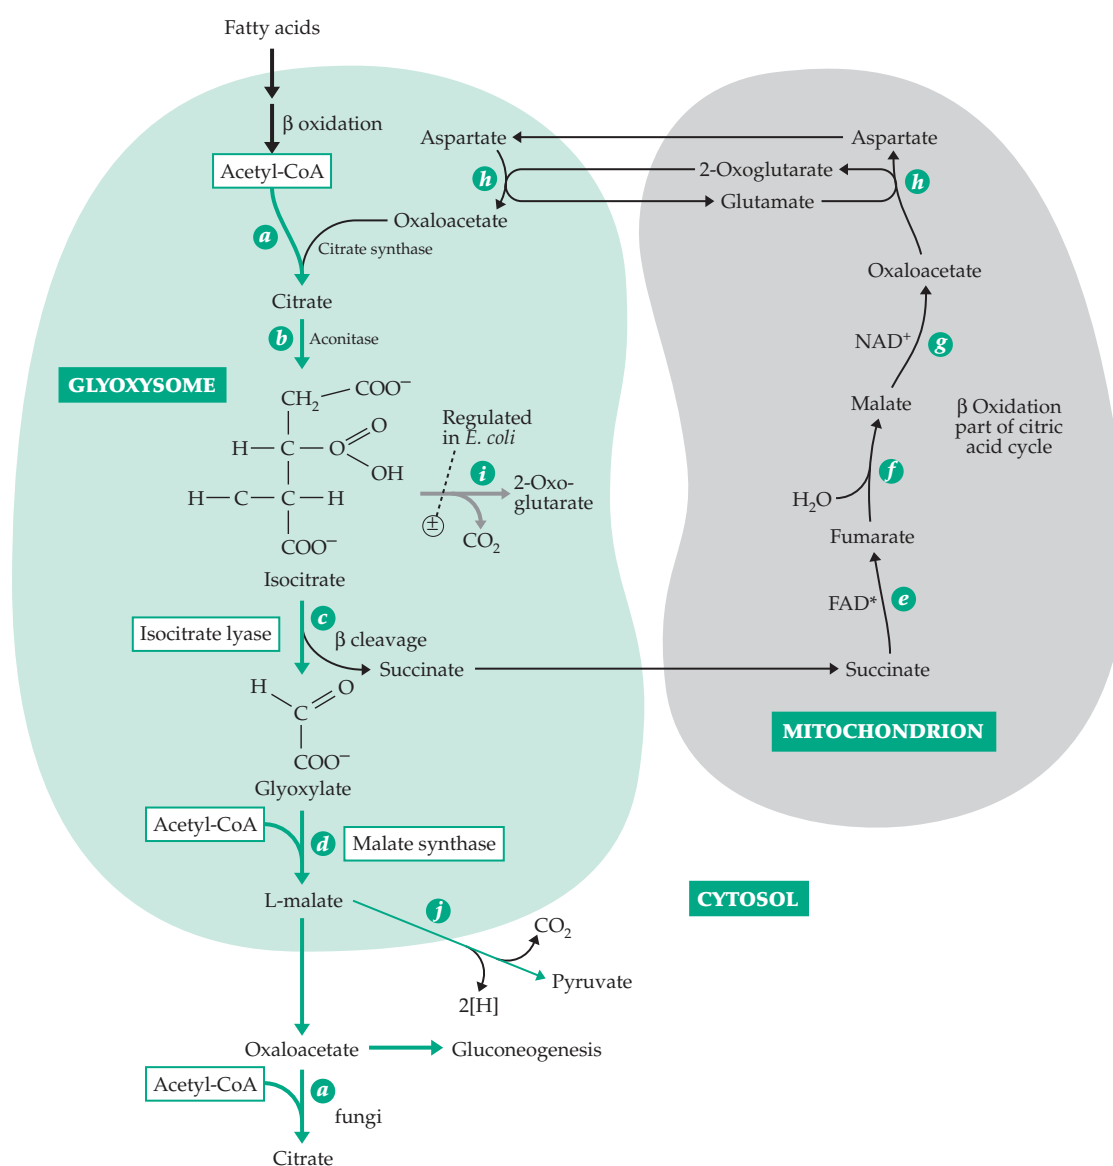 Fatty acids
β oxidation
Acetyl-CoA
a
Aspartate
Aspartate
h
2-Oxoglutarate
h
Glutamate
Oxaloacetate
Citrate synthase
Oxaloacetate
Citrate
b
Aconitase
NAD⁺
g
GLYOXYSOME
CH₂
COO⁻
H
C
O
O
OH
H
C
C
H
COO⁻
Isocitrate
Regulated
in E. coli
i
2-Oxo-
glutarate
±
CO₂
Malate
β Oxidation
part of citric
acid cycle
f
H₂O
Fumarate
FAD*
e
c
Isocitrate lyase
β cleavage
Succinate
Succinate
MITOCHONDRION
H
O
C
COO⁻
Glyoxylate
Acetyl-CoA
d
Malate synthase
L-malate
CYTOSOL
j
CO₂
Pyruvate
2[H]
Oxaloacetate
Gluconeogenesis
Acetyl-CoA
a
fungi
Citrate